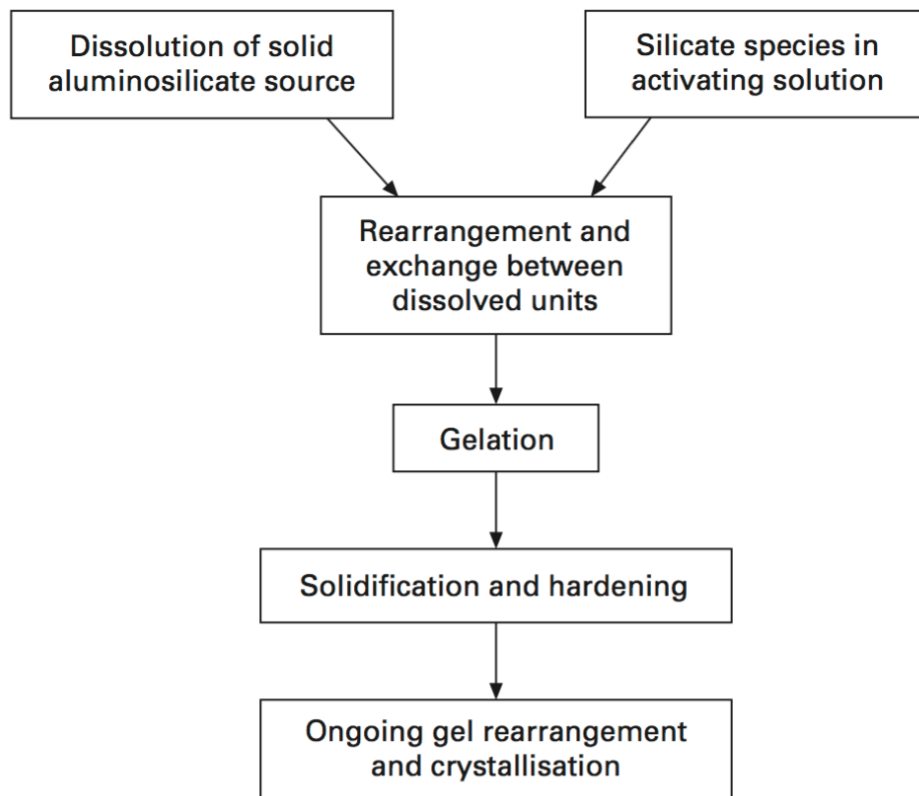 Dissolution of solid
aluminosilicate source
Silicate species in
activating solution
Rearrangement and
exchange between
dissolved units
Gelation
Solidification and hardening
Ongoing gel rearrangement
and crystallisation